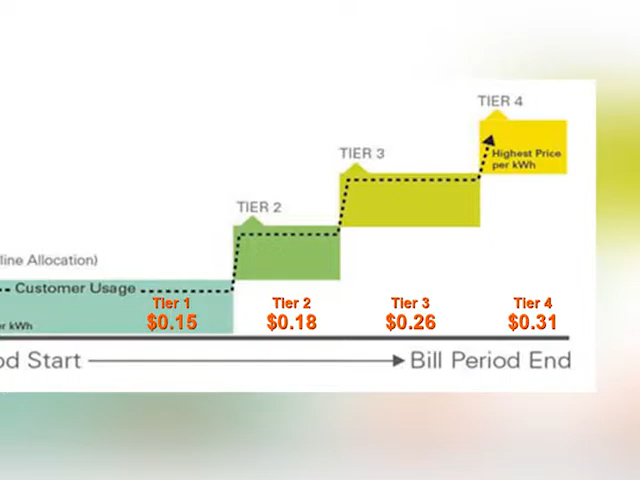 TIER 4
TIER 3
Highest Price
per kWh
TIER 2
line Allocation)
Customer Usage
Tier 1 Tier 2 Tier 3 Tier 4
$0.15 $0.18 $0.26 $0.31
er kWh
od Start Bill Period End